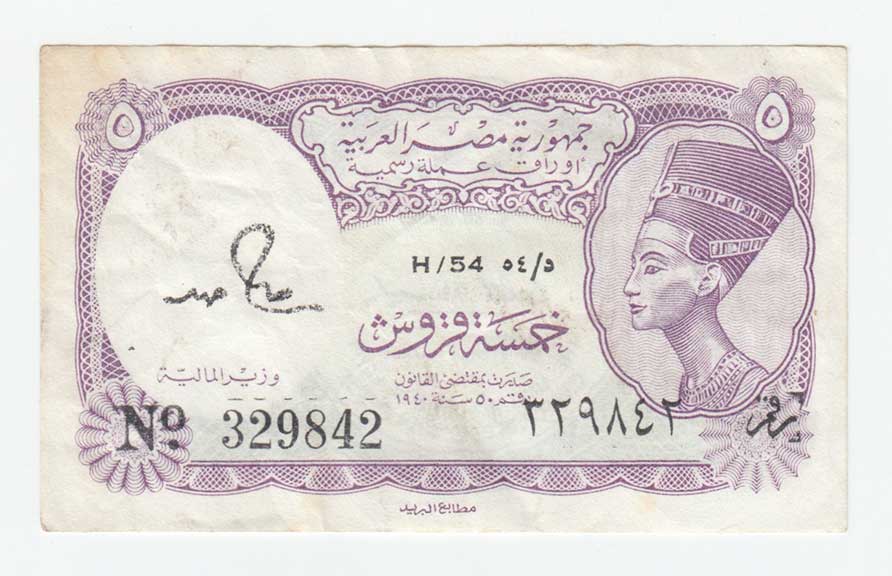 ٥ ٥
جمهورية مصر العربية
أوراق عملة رسمية
H/54 ٥٤/د
خمسة قروش
وزير المالية
صدرت بمقتضى القانون
رقم ٥٠ سنة ١٩٤٠
Nº 329842
رقم ٣٢٩٨٤٢
مطابع البريد